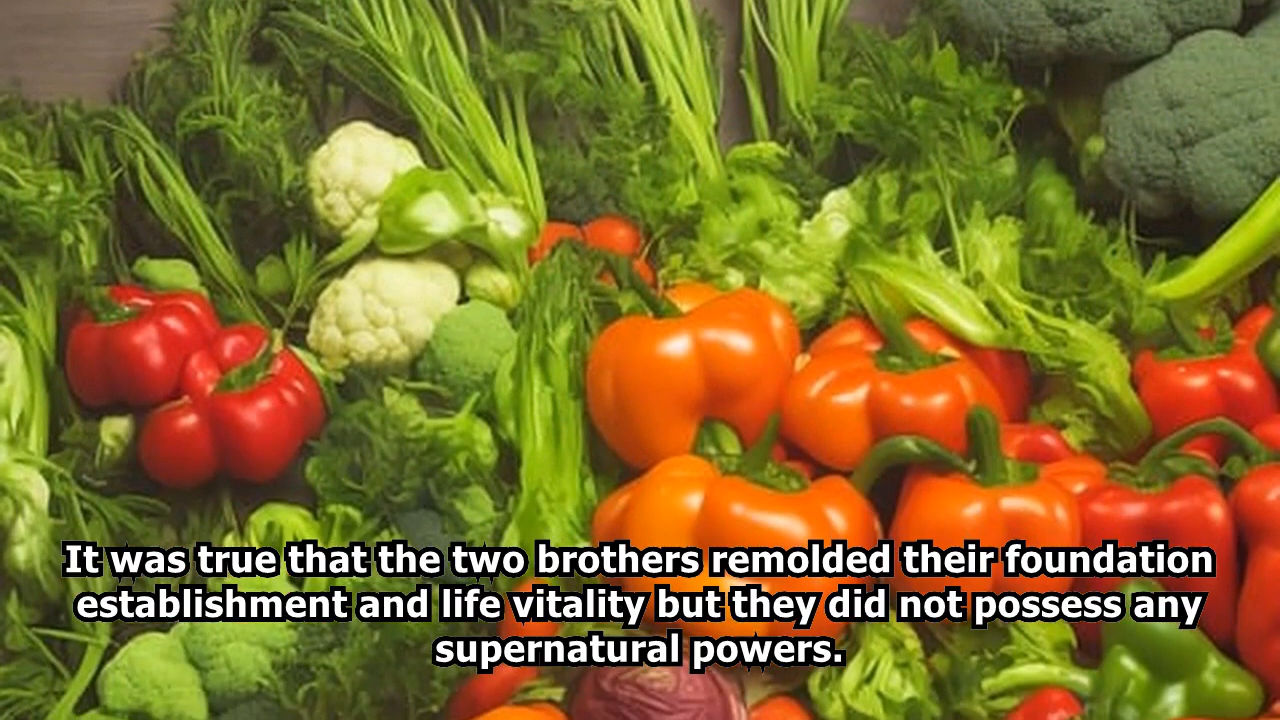 It was true that the two brothers remolded their foundation
establishment and life vitality but they did not possess any
supernatural powers.